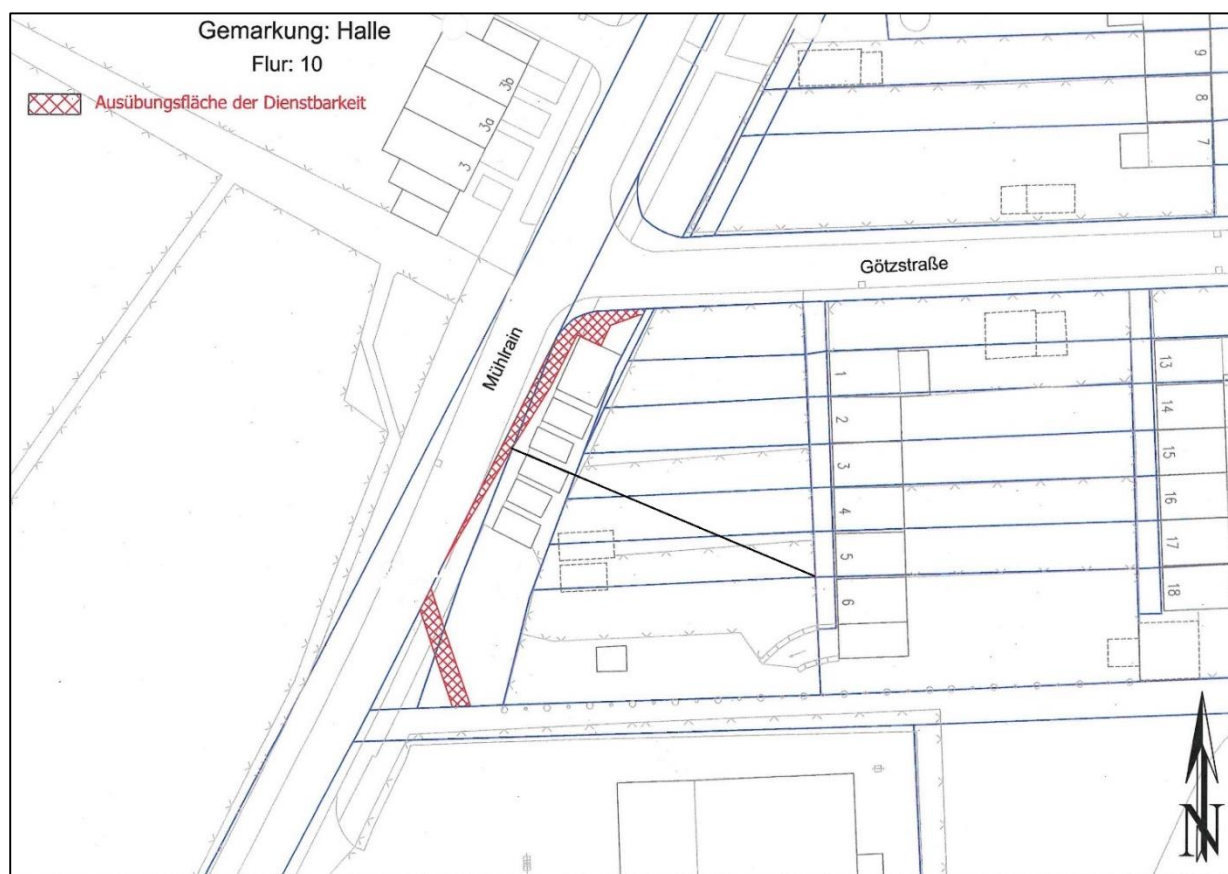 Gemarkung: Halle
Flur: 10
Ausübungsfläche der Dienstbarkeit
3b
3a
3
9
8
7
Götzstraße
Mühlrain
1
2
3
4
5
6
13
14
15
16
17
18
N